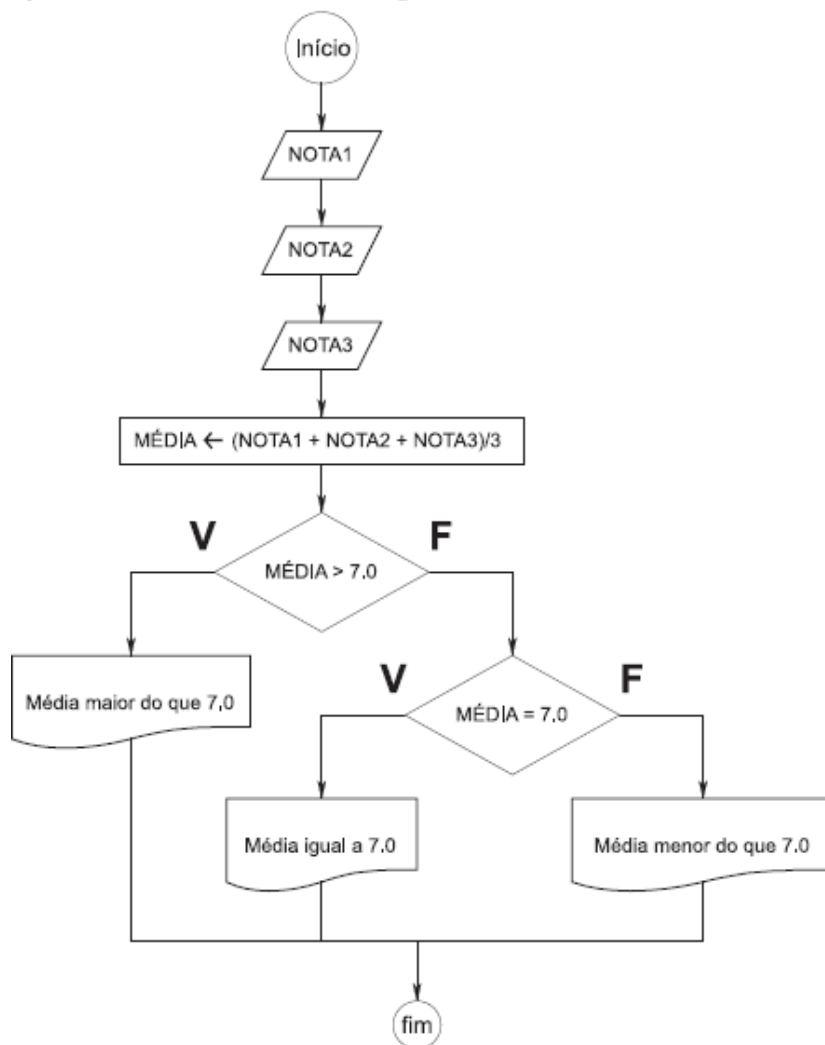 Início
NOTA1
NOTA2
NOTA3
MÉDIA ← (NOTA1 + NOTA2 + NOTA3)/3
V
F
MÉDIA > 7.0
Média maior do que 7,0
V
F
MÉDIA = 7.0
Média igual a 7.0
Média menor do que 7.0
fim